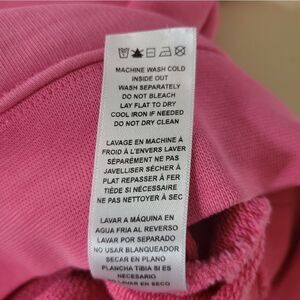 MACHINE WASH COLD
INSIDE OUT
WASH SEPARATELY
DO NOT BLEACH
LAY FLAT TO DRY
COOL IRON IF NEEDED
DO NOT DRY CLEAN
LAVAGE EN MACHINE À
FROID À L'ENVERS LAVER
SÉPARÉMENT NE PAS
JAVELLISER SÉCHER À
PLAT REPASSER À FER
TIÈDE SI NÉCESSAIRE
NE PAS NETTOYER À SEC
LAVAR A MÁQUINA EN
AGUA FRIA AL REVERSO
LAVAR POR SEPARADO
NO USAR BLANQUEADOR
SECAR EN PLANO
PLANCHA TIBIA SI ES
NECESARIO
LAVAR EN SECO